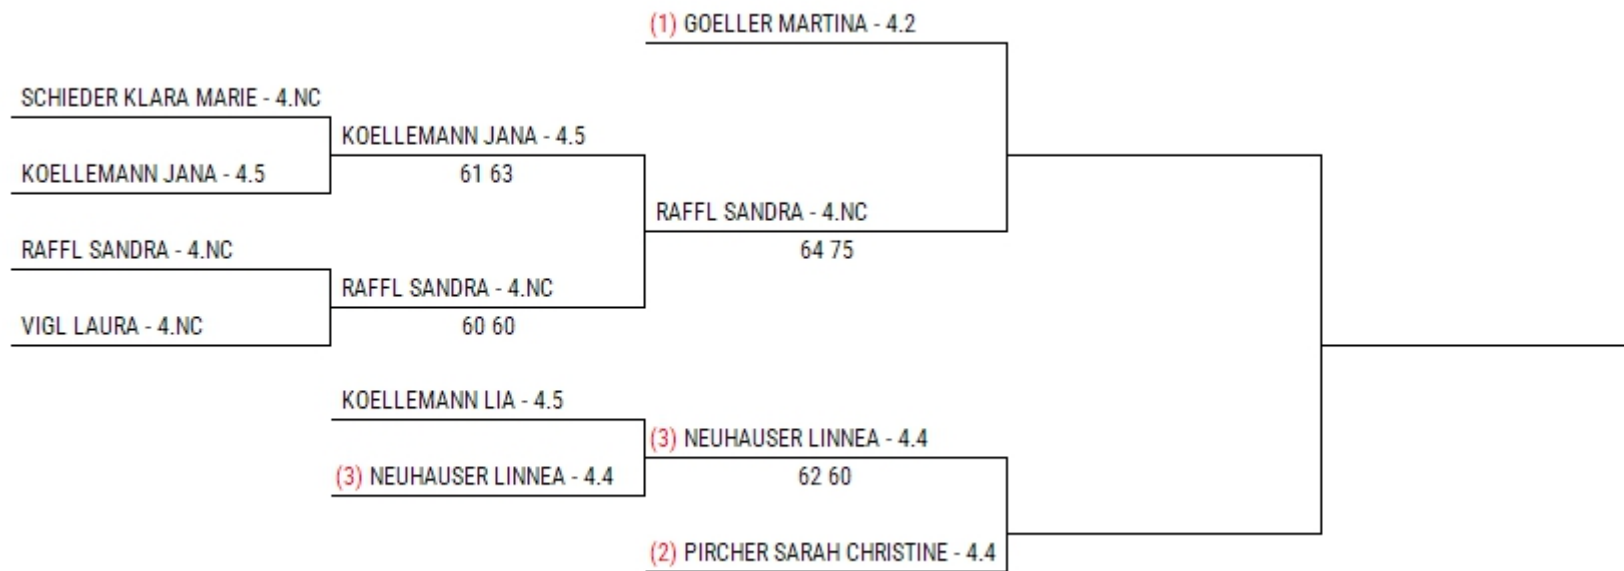 (1) GOELLER MARTINA - 4.2
SCHIEDER KLARA MARIE - 4.NC
KOELLEMANN JANA - 4.5
KOELLEMANN JANA - 4.5
61 63
RAFFL SANDRA - 4.NC
RAFFL SANDRA - 4.NC
64 75
RAFFL SANDRA - 4.NC
VIGL LAURA - 4.NC
60 60
KOELLEMANN LIA - 4.5
(3) NEUHAUSER LINNEA - 4.4
(3) NEUHAUSER LINNEA - 4.4
62 60
(2) PIRCHER SARAH CHRISTINE - 4.4